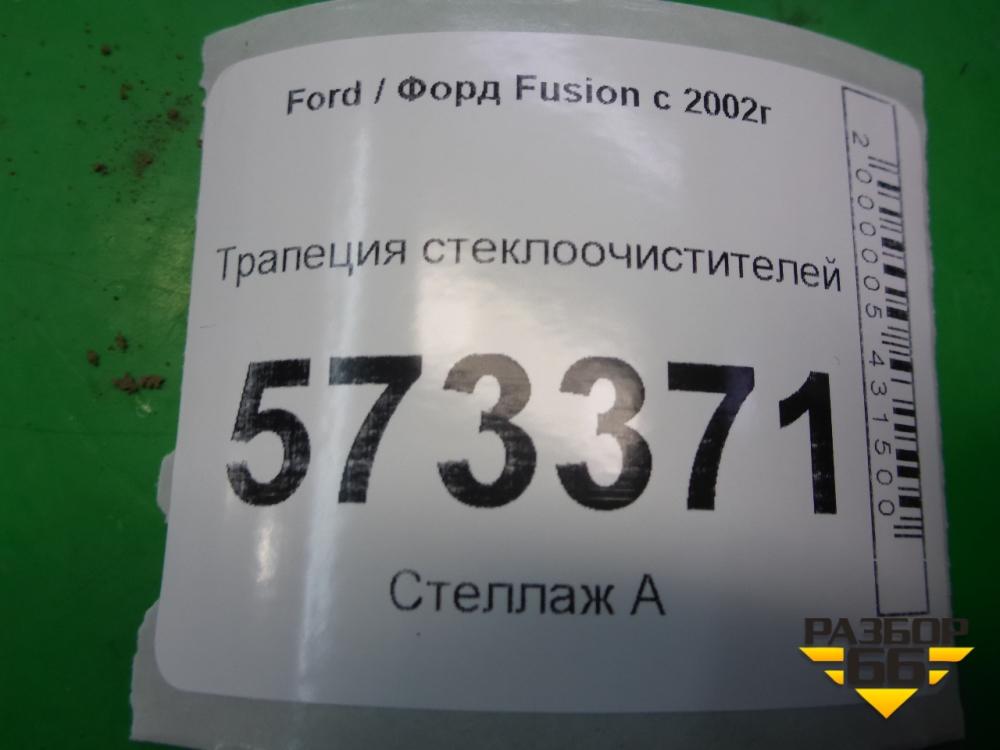 Ford / Форд Fusion с 2002г
Трапеция стеклоочистителей
573371
Стеллаж А
2000005431500
РАЗБОР
66